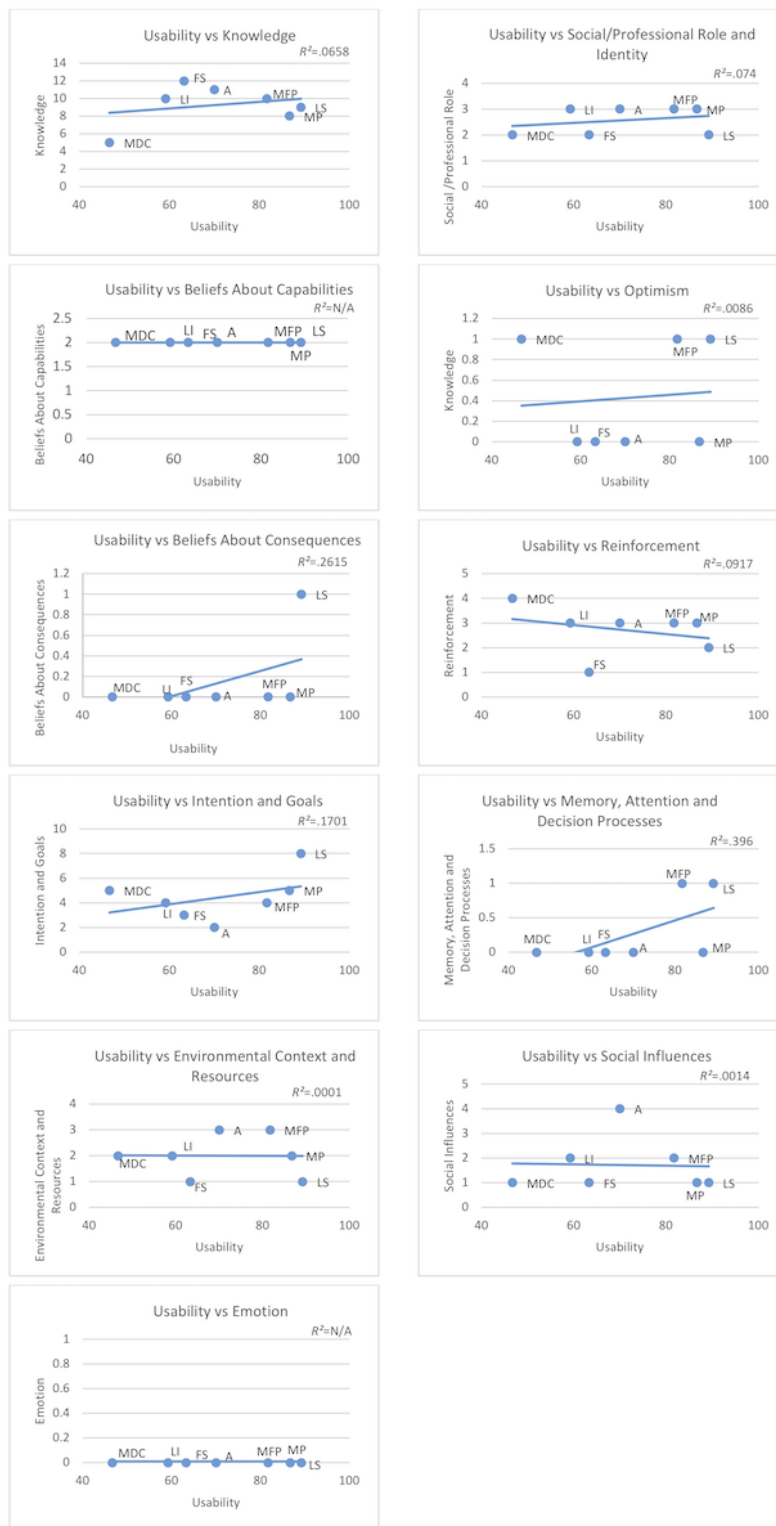 Usability vs Knowledge
R²=.0658
14
12
10
8
6
4
2
0
Knowledge
FS
A
LI
MFP
LS
MP
MDC
40 60 80 100
Usability
Usability vs Social/Professional Role and
Identity
R²=.074
4
3
2
1
0
Social /Professional Role
MFP
LI
A
MP
MDC
FS
LS
40 60 80 100
Usability
Usability vs Beliefs About Capabilities
R²=N/A
2.5
2
1.5
1
0.5
0
Beliefs About Capabilities
MDC
LI
FS
A
MFP
LS
MP
40 60 80 100
Usability
Usability vs Optimism
R²=.0086
1.2
1
0.8
0.6
0.4
0.2
0
Knowledge
MDC
MFP
LS
LI
FS
A
MP
40 60 80 100
Usability
Usability vs Beliefs About Consequences
R²=.2615
1.2
1
0.8
0.6
0.4
0.2
0
Beliefs About Consequences
LS
MDC
LI
FS
A
MFP
MP
40 60 80 100
Usability
Usability vs Reinforcement
R²=.0917
5
4
3
2
1
0
Reinforcement
MDC
LI
A
MFP
MP
LS
FS
40 60 80 100
Usability
Usability vs Intention and Goals
R²=.1701
10
8
6
4
2
0
Intention and Goals
LS
MDC
MP
LI
FS
MFP
A
40 60 80 100
Usability
Usability vs Memory, Attention and
Decision Processes
R²=.396
1.5
1
0.5
0
Memory, Attention and
Decision Processes
MFP
LS
MDC
LI
FS
A
MP
40 60 80 100
Usability
Usability vs Environmental Context and
Resources
R²=.0001
4
3
2
1
0
Environmental Context and
Resources
A
MFP
LI
MDC
MP
FS
LS
40 60 80 100
Usability
Usability vs Social Influences
R²=.0014
5
4
3
2
1
0
Social Influences
A
LI
MFP
MDC
FS
MP
LS
40 60 80 100
Usability
Usability vs Emotion
R²=N/A
1
0.8
0.6
0.4
0.2
0
Emotion
MDC
LI
FS
A
MFP
MP
LS
40 60 80 100
Usability